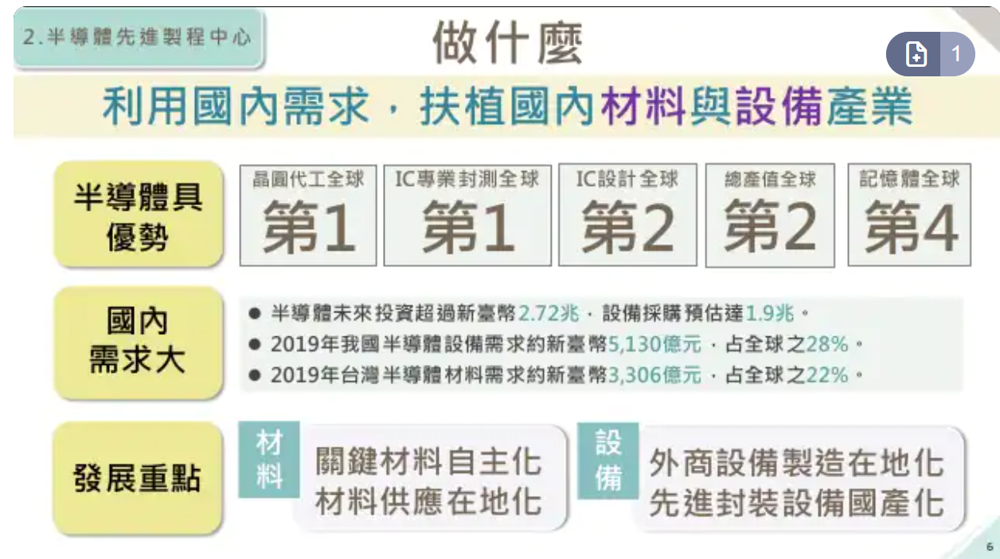 2.半導體先進製程中心
做什麼
1
利用國內需求，扶植國內材料與設備產業
半導體具
優勢
晶圓代工全球
第1
IC專業封測全球
第1
IC設計全球
第2
總產值全球
第2
記憶體全球
第4
國內
需求大
● 半導體未來投資超過新臺幣2.72兆，設備採購預估達1.9兆。
● 2019年我國半導體設備需求約新臺幣5,130億元，占全球之28%。
● 2019年台灣半導體材料需求約新臺幣3,306億元，占全球之22%。
發展重點
材
料
關鍵材料自主化
材料供應在地化
設
備
外商設備製造在地化
先進封裝設備國產化
6